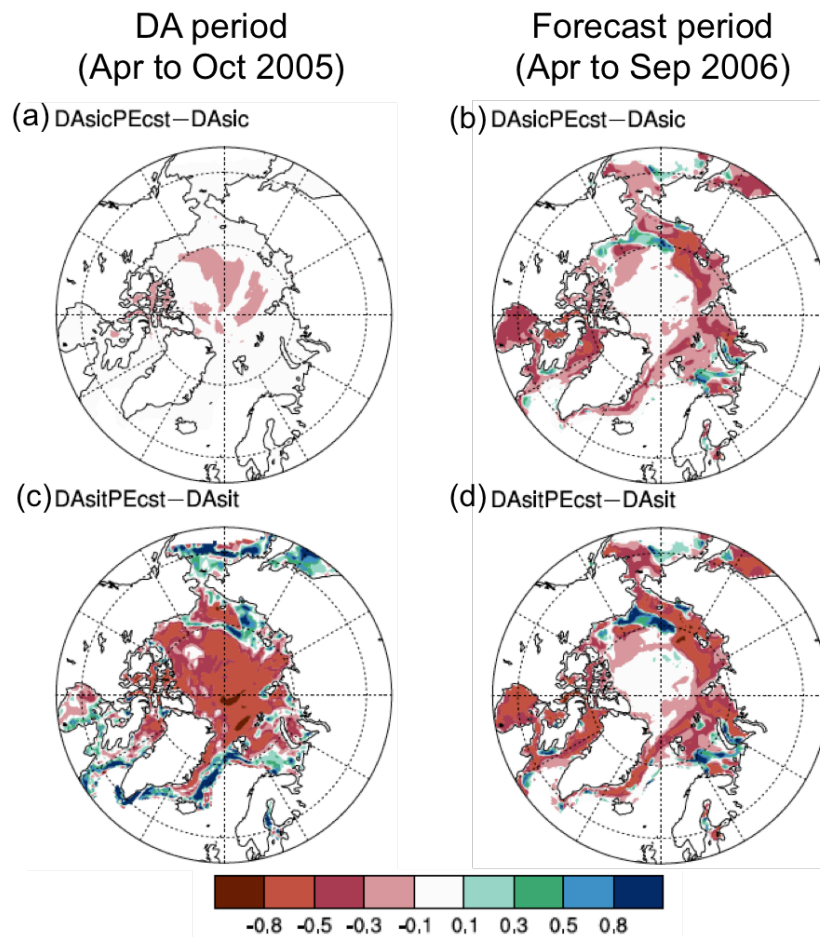 DA period
(Apr to Oct 2005)
Forecast period
(Apr to Sep 2006)
(a) DAsicPEcst−DAsic
(b) DAsicPEcst−DAsic
(c) DAsitPEcst−DAsit
(d) DAsitPEcst−DAsit
-0,8 -0,5 -0,3 -0,1 0,1 0,3 0,5 0,8